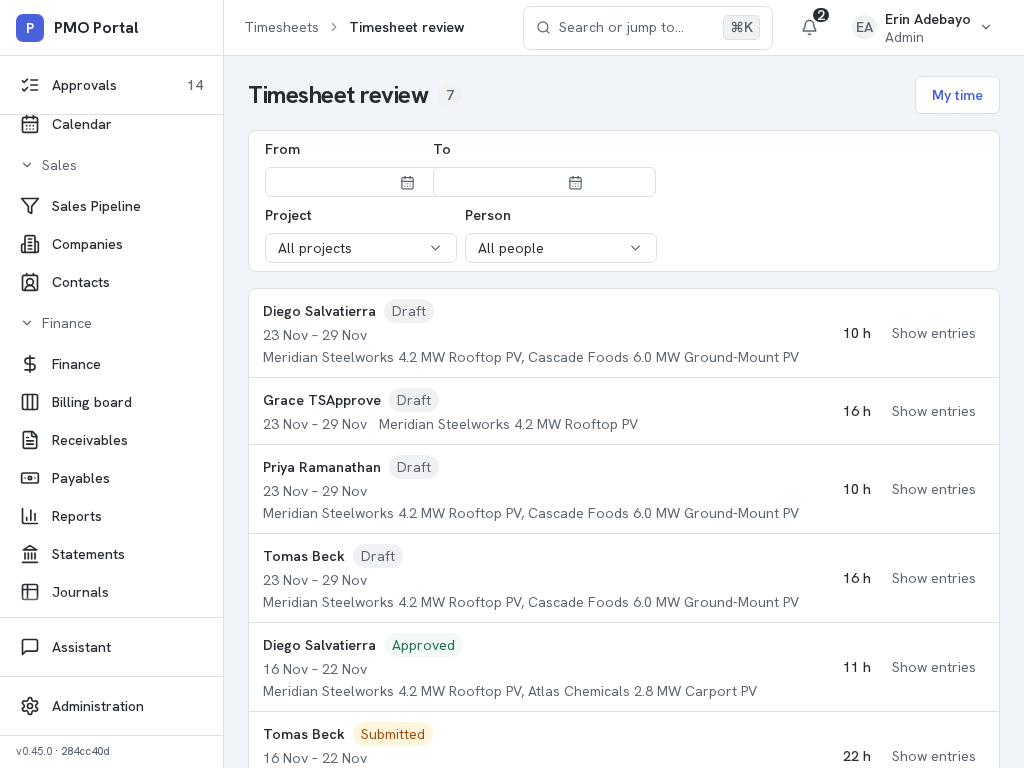 P PMO Portal
Timesheets > Timesheet review
Search or jump to... ⌘K
2
EA Erin Adebayo
Admin
Approvals 14
Calendar
Sales
Sales Pipeline
Companies
Contacts
Finance
Finance
Billing board
Receivables
Payables
Reports
Statements
Journals
Assistant
Administration
v0.45.0 · 284cc40d
Timesheet review 7
My time
From To
Project Person
All projects All people
Diego Salvatierra Draft
23 Nov – 29 Nov
Meridian Steelworks 4.2 MW Rooftop PV, Cascade Foods 6.0 MW Ground-Mount PV
10 h Show entries
Grace TSApprove Draft
23 Nov – 29 Nov Meridian Steelworks 4.2 MW Rooftop PV
16 h Show entries
Priya Ramanathan Draft
23 Nov – 29 Nov
Meridian Steelworks 4.2 MW Rooftop PV, Cascade Foods 6.0 MW Ground-Mount PV
10 h Show entries
Tomas Beck Draft
23 Nov – 29 Nov
Meridian Steelworks 4.2 MW Rooftop PV, Cascade Foods 6.0 MW Ground-Mount PV
16 h Show entries
Diego Salvatierra Approved
16 Nov – 22 Nov
Meridian Steelworks 4.2 MW Rooftop PV, Atlas Chemicals 2.8 MW Carport PV
11 h Show entries
Tomas Beck Submitted
16 Nov – 22 Nov
22 h Show entries